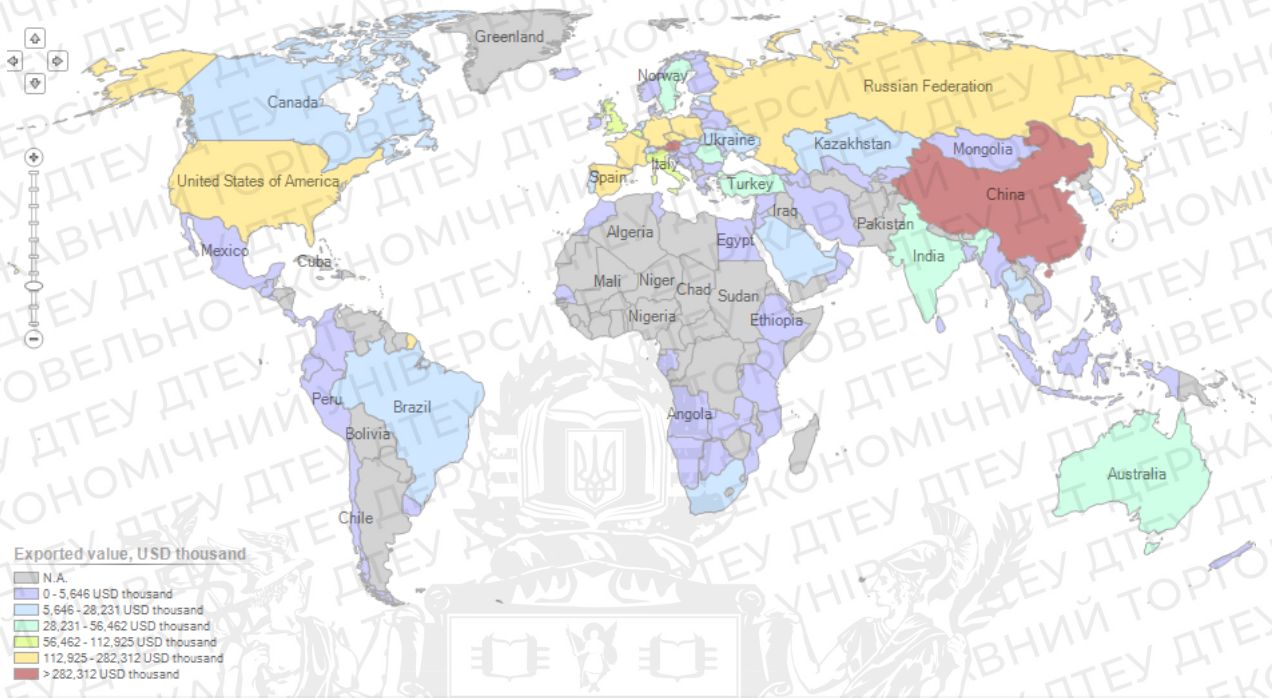 Greenland
Norway
Russian Federation
Canada
Ukraine
Kazakhstan
Mongolia
Italy
United States of America
Spain
Turkey
China
Iraq
Pakistan
Mexico
Algeria
Egypt
India
Cuba
Mali
Niger
Chad
Sudan
Nigeria
Ethiopia
Peru
Brazil
Angola
Bolivia
Australia
Chile
Exported value, USD thousand
N.A.
0 - 5,646 USD thousand
5,646 - 28,231 USD thousand
28,231 - 56,462 USD thousand
56,462 - 112,925 USD thousand
112,925 - 282,312 USD thousand
> 282,312 USD thousand